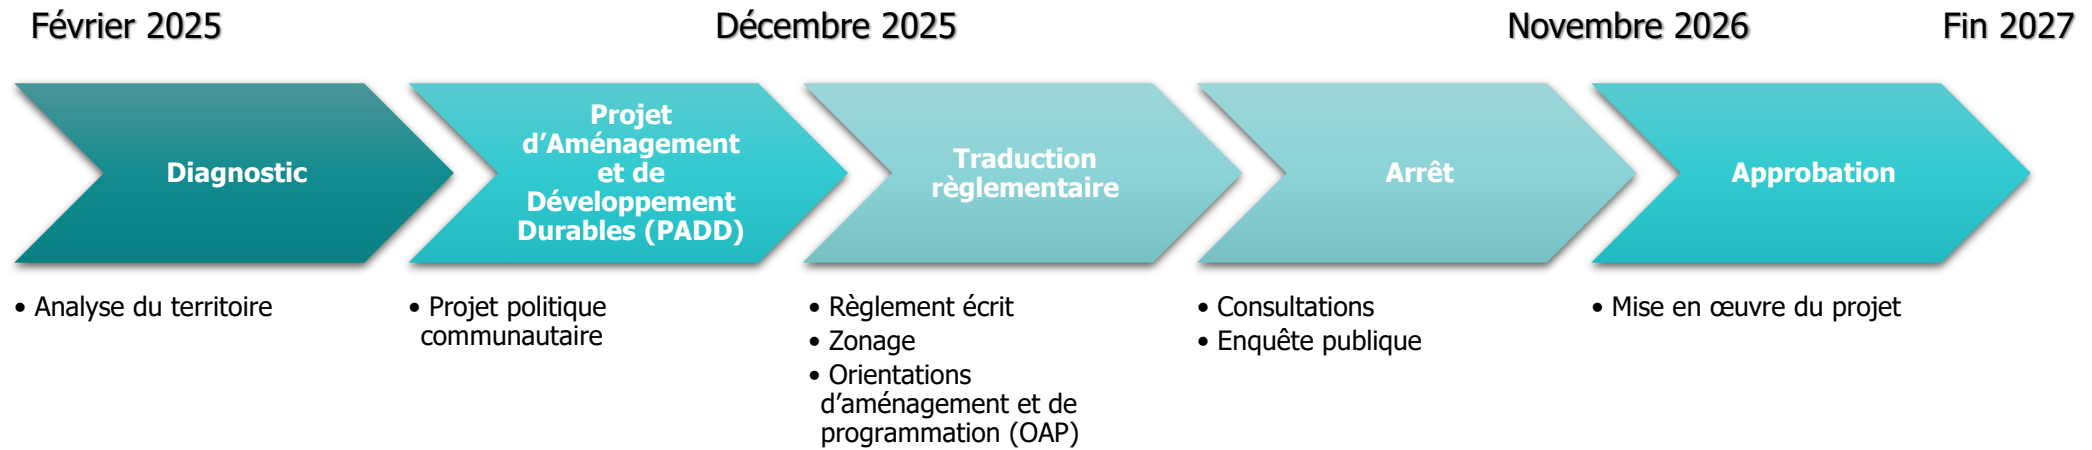 Février 2025
Décembre 2025
Novembre 2026
Fin 2027
Diagnostic
Projet
d’Aménagement
et de
Développement
Durables (PADD)
Traduction
règlementaire
Arrêt
Approbation
• Analyse du territoire
• Projet politique
communautaire
• Règlement écrit
• Zonage
• Orientations
d’aménagement et de
programmation (OAP)
• Consultations
• Enquête publique
• Mise en œuvre du projet